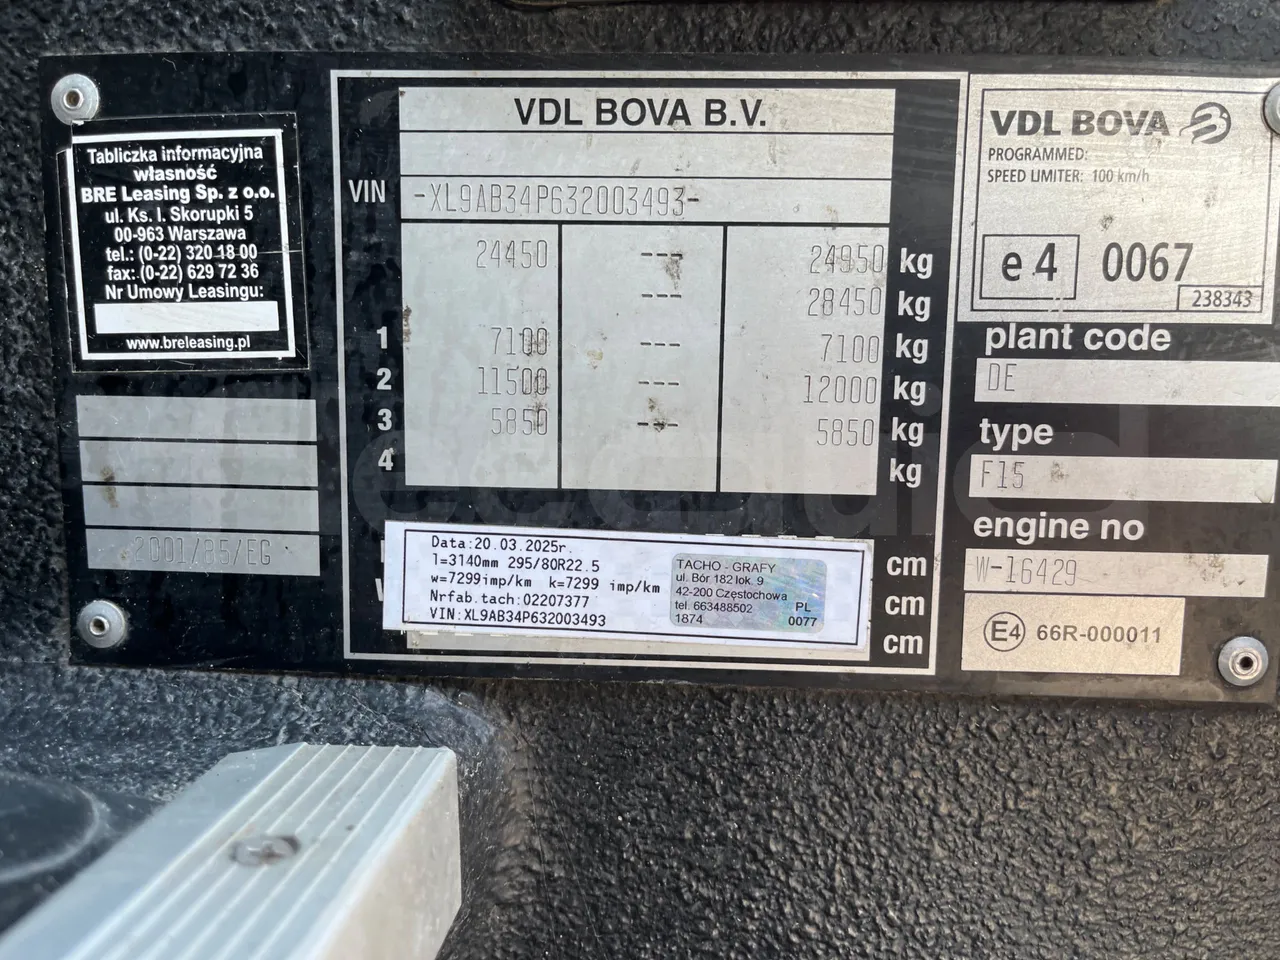 Tabliczka informacyjna
własność
BRE Leasing Sp. z o.o.
ul. Ks. I. Skorupki 5
00-963 Warszawa
tel.: (0-22) 320 18 00
fax: (0-22) 629 72 36
Nr Umowy Leasingu:
www.breleasing.pl
2001/85/EG
VDL BOVA B.V.
VIN -XL9AB34P632003493-
24450 --- 24950 kg
--- 28450 kg
1 7100 --- 7100 kg
2 11500 --- 12000 kg
3 5850 --- 5850 kg
4 kg
cm
cm
cm
Data:20.03.2025r.
l=3140mm 295/80R22.5
w=7299imp/km k=7299 imp/km
Nrfab.tach:02207377
VIN:XL9AB34P632003493
TACHO - GRAFY
ul. Bór 182 lok. 9
42-200 Częstochowa
tel. 663488502 PL
1874 0077
VDL BOVA
PROGRAMMED:
SPEED LIMITER: 100 km/h
e4 0067
238343
plant code
DE
type
F15
engine no
W-16429
E4 66R-000011